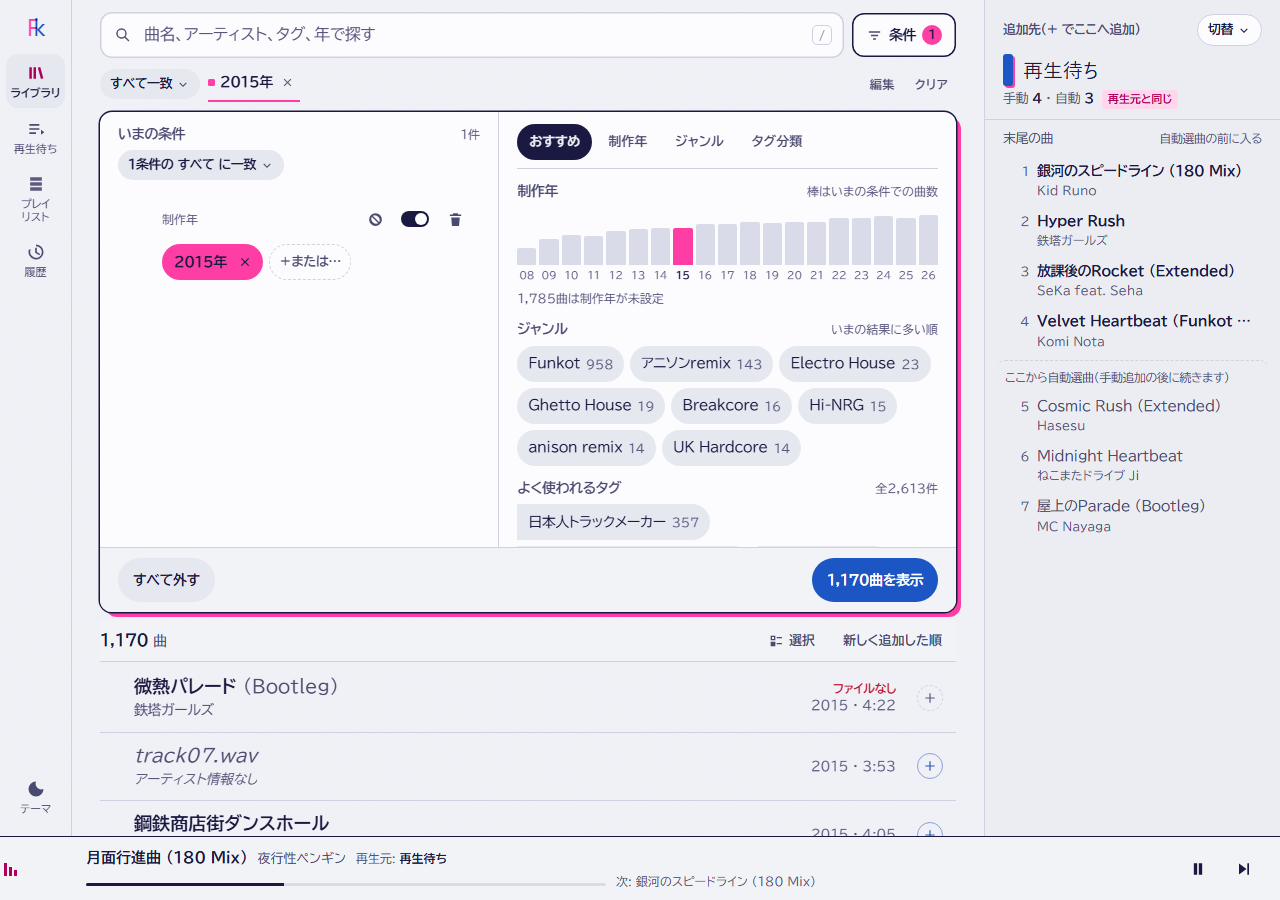 Fk
ライブラリ
再生待ち
プレイ
リスト
履歴
テーマ
曲名、アーティスト、タグ、年で探す
/
条件 1
すべて一致
2015年 ×
編集
クリア
いまの条件
1件
1条件の すべて に一致
制作年
2015年 ×
+または…
おすすめ
制作年
ジャンル
タグ分類
制作年
棒はいまの条件での曲数
08 09 10 11 12 13 14 15 16 17 18 19 20 21 22 23 24 25 26
1,785曲は制作年が未設定
ジャンル
いまの結果に多い順
Funkot 958
アニソンremix 143
Electro House 23
Ghetto House 19
Breakcore 16
Hi-NRG 15
anison remix 14
UK Hardcore 14
よく使われるタグ
全2,613件
日本人トラックメーカー 357
すべて外す
1,170曲を表示
1,170 曲
選択
新しく追加した順
微熱パレード（Bootleg）
鉄塔ガールズ
ファイルなし
2015・4:22
+
track07.wav
アーティスト情報なし
2015・3:53
+
鋼鉄商店街ダンスホール
2015・4:05
+
追加先(+ でここへ追加)
切替
再生待ち
手動 4・自動 3
再生元と同じ
末尾の曲
自動選曲の前に入る
1 銀河のスピードライン（180 Mix）
Kid Runo
2 Hyper Rush
鉄塔ガールズ
3 放課後のRocket（Extended）
SeKa feat. Seha
4 Velvet Heartbeat（Funkot …
Komi Nota
ここから自動選曲(手動追加の後に続きます)
5 Cosmic Rush（Extended）
Hasesu
6 Midnight Heartbeat
ねこまたドライブ Ji
7 屋上のParade（Bootleg）
MC Nayaga
月面行進曲（180 Mix） 夜行性ペンギン 再生元: 再生待ち
次: 銀河のスピードライン（180 Mix）